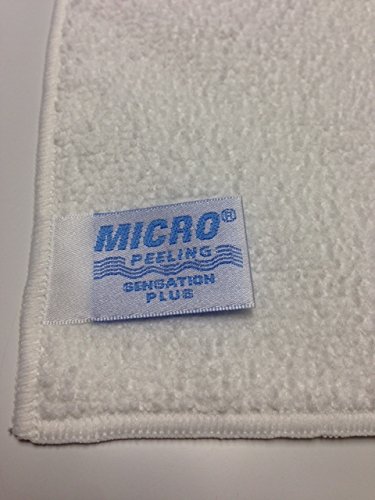 MICRO®
PEELING
SENSATION
PLUS